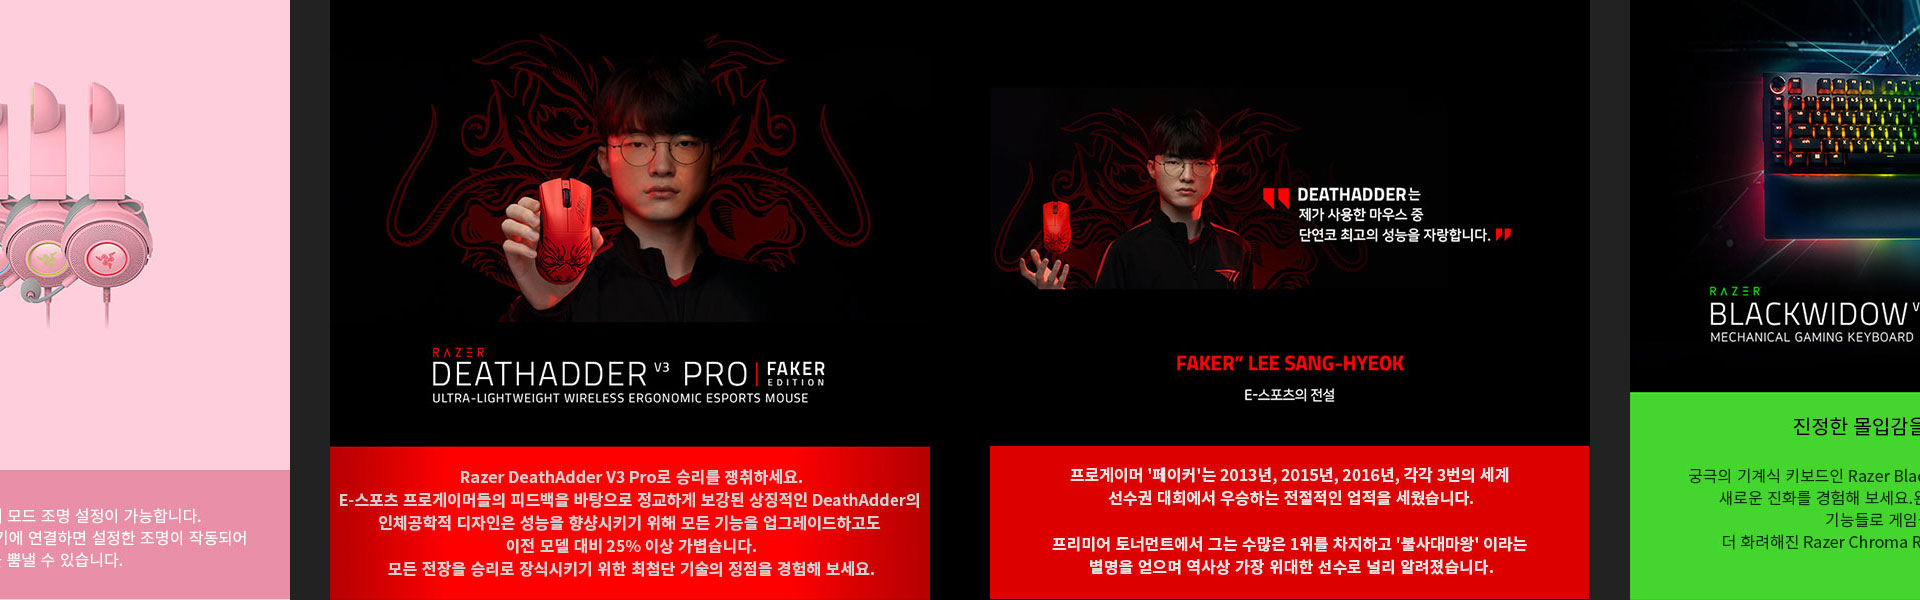 모드 조명 설정이 가능합니다.
기에 연결하면 설정한 조명이 작동되어
뿜낼 수 있습니다.
RAZER
DEATHADDER V3 PRO | FAKER EDITION
ULTRA-LIGHTWEIGHT WIRELESS ERGONOMIC ESPORTS MOUSE
Razer DeathAdder V3 Pro로 승리를 쟁취하세요.
E-스포츠 프로게이머들의 피드백을 바탕으로 정교하게 보강된 상징적인 DeathAdder의
인체공학적 디자인은 성능을 향상시키기 위해 모든 기능을 업그레이드하고도
이전 모델 대비 25% 이상 가볍습니다.
모든 전장을 승리로 장식시키기 위한 최첨단 기술의 정점을 경험해 보세요.
DEATHADDER는
제가 사용한 마우스 중
단연코 최고의 성능을 자랑합니다.
FAKER” LEE SANG-HYEOK
E-스포츠의 전설
프로게이머 '페이커'는 2013년, 2015년, 2016년, 각각 3번의 세계
선수권 대회에서 우승하는 전절적인 업적을 세웠습니다.
프리미어 토너먼트에서 그는 수많은 1위를 차지하고 '불사대마왕' 이라는
별명을 얻으며 역사상 가장 위대한 선수로 널리 알려졌습니다.
RAZER
BLACKWIDOW V
MECHANICAL GAMING KEYBOARD
진정한 몰입감을
궁극의 기계식 키보드인 Razer Blac
새로운 진화를 경험해 보세요.
기능들로 게임
더 화려해진 Razer Chroma R